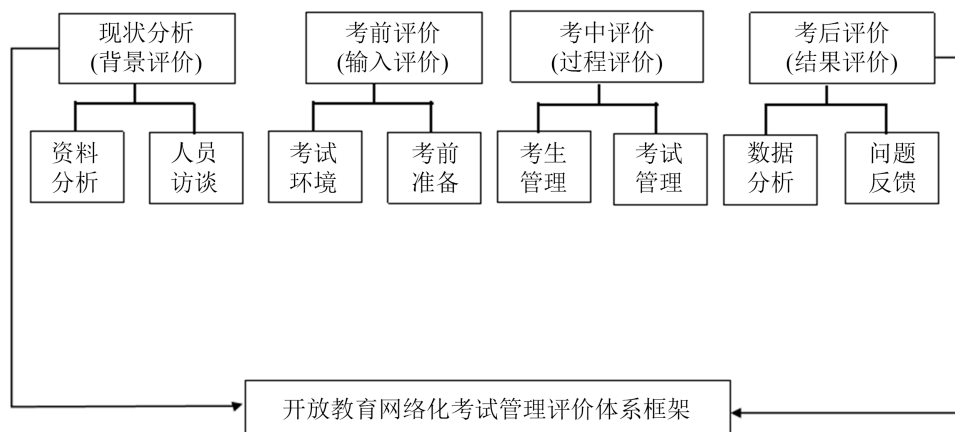 现状分析
(背景评价)
考前评价
(输入评价)
考中评价
(过程评价)
考后评价
(结果评价)
资料
分析
人员
访谈
考试
环境
考前
准备
考生
管理
考试
管理
数据
分析
问题
反馈
开放教育网络化考试管理评价体系框架